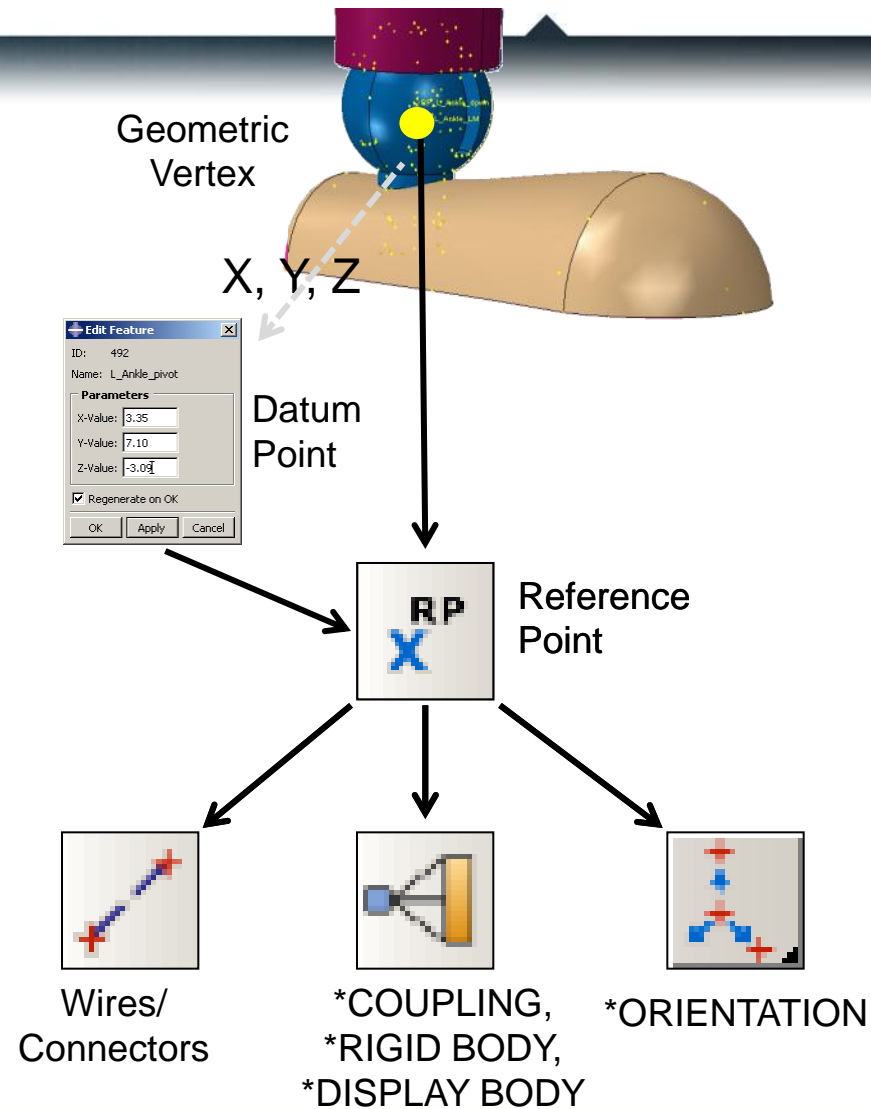 L_Ankle_LM
Geometric
Vertex
X, Y, Z
Edit Feature
ID: 492
Name: L_Ankle_pivot
Parameters
X-Value: 3.35
Y-Value: 7.10
Z-Value: -3.09
Regenerate on OK
OK Apply Cancel
Datum
Point
RP
X
Reference
Point
Wires/
Connectors
*COUPLING,
*RIGID BODY,
*DISPLAY BODY
*ORIENTATION